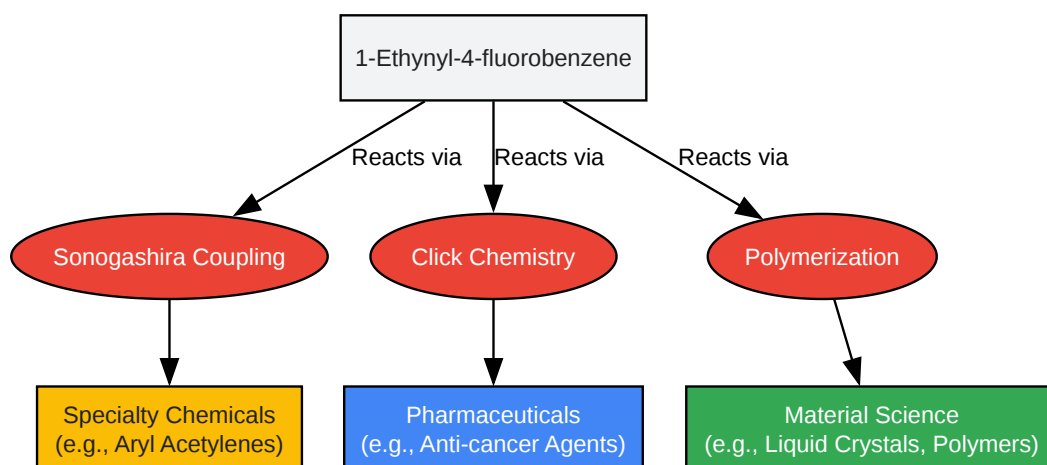 1-Ethynyl-4-fluorobenzene
Reacts via
Reacts via
Reacts via
Sonogashira Coupling
Click Chemistry
Polymerization
Specialty Chemicals
(e.g., Aryl Acetylenes)
Pharmaceuticals
(e.g., Anti-cancer Agents)
Material Science
(e.g., Liquid Crystals, Polymers)